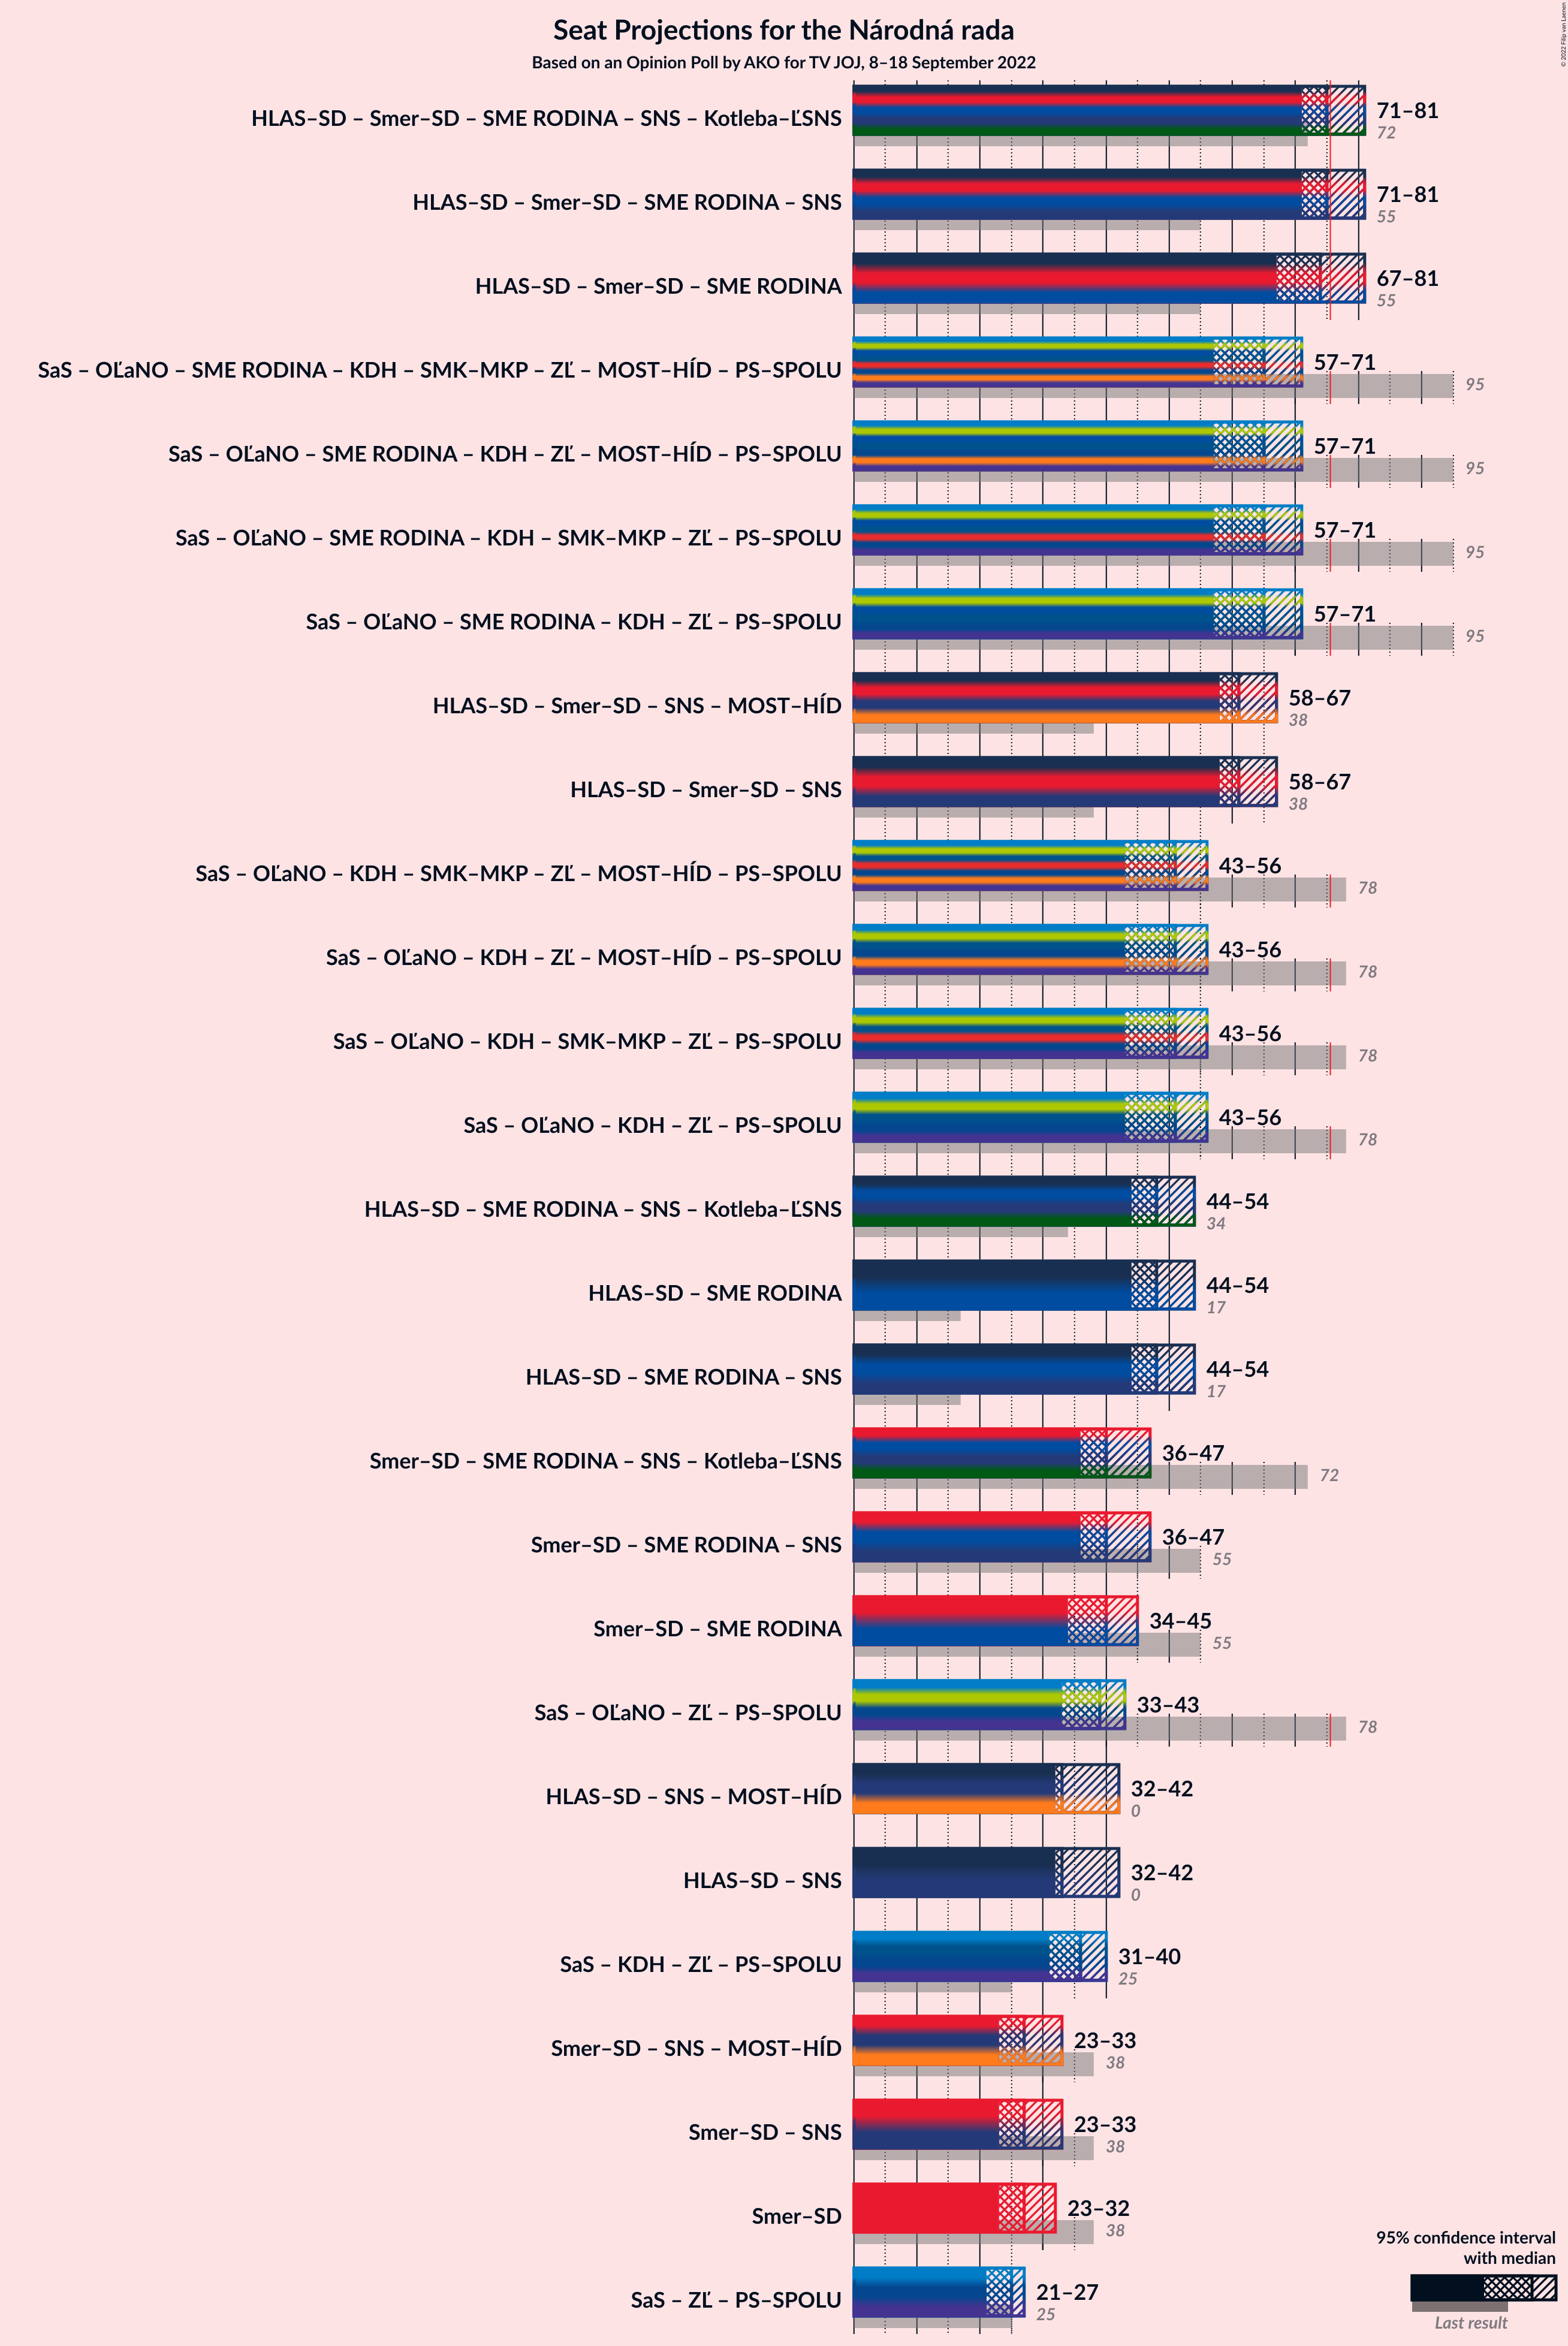 Seat Projections for the Národná rada
Based on an Opinion Poll by AKO for TV JOJ, 8–18 September 2022
© 2022 Filip van Laenen
HLAS–SD – Smer–SD – SME RODINA – SNS – Kotleba–ĽSNS
71–81
72
HLAS–SD – Smer–SD – SME RODINA – SNS
71–81
55
HLAS–SD – Smer–SD – SME RODINA
67–81
55
SaS – OĽaNO – SME RODINA – KDH – SMK–MKP – ZĽ – MOST–HÍD – PS–SPOLU
57–71
95
SaS – OĽaNO – SME RODINA – KDH – ZĽ – MOST–HÍD – PS–SPOLU
57–71
95
SaS – OĽaNO – SME RODINA – KDH – SMK–MKP – ZĽ – PS–SPOLU
57–71
95
SaS – OĽaNO – SME RODINA – KDH – ZĽ – PS–SPOLU
57–71
95
HLAS–SD – Smer–SD – SNS – MOST–HÍD
58–67
38
HLAS–SD – Smer–SD – SNS
58–67
38
SaS – OĽaNO – KDH – SMK–MKP – ZĽ – MOST–HÍD – PS–SPOLU
43–56
78
SaS – OĽaNO – KDH – ZĽ – MOST–HÍD – PS–SPOLU
43–56
78
SaS – OĽaNO – KDH – SMK–MKP – ZĽ – PS–SPOLU
43–56
78
SaS – OĽaNO – KDH – ZĽ – PS–SPOLU
43–56
78
HLAS–SD – SME RODINA – SNS – Kotleba–ĽSNS
44–54
34
HLAS–SD – SME RODINA
44–54
17
HLAS–SD – SME RODINA – SNS
44–54
17
Smer–SD – SME RODINA – SNS – Kotleba–ĽSNS
36–47
72
Smer–SD – SME RODINA – SNS
36–47
55
Smer–SD – SME RODINA
34–45
55
SaS – OĽaNO – ZĽ – PS–SPOLU
33–43
78
HLAS–SD – SNS – MOST–HÍD
32–42
0
HLAS–SD – SNS
32–42
0
SaS – KDH – ZĽ – PS–SPOLU
31–40
25
Smer–SD – SNS – MOST–HÍD
23–33
38
Smer–SD – SNS
23–33
38
Smer–SD
23–32
38
SaS – ZĽ – PS–SPOLU
21–27
25
95% confidence interval
with median
Last result